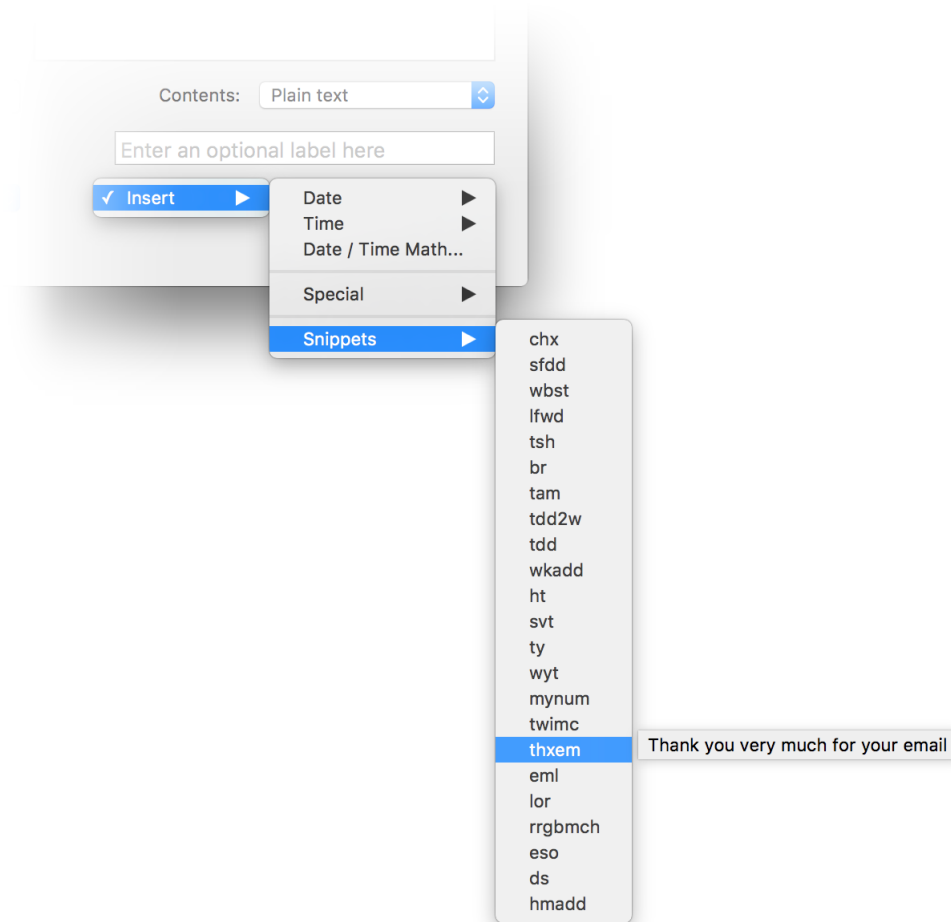 Contents: Plain text
Enter an optional label here
✓ Insert ▶
Date ▶
Time ▶
Date / Time Math...
Special ▶
Snippets ▶
chx
sfdd
wbst
lfwd
tsh
br
tam
tdd2w
tdd
wkadd
ht
svt
ty
wyt
mynum
twimc
thxem
Thank you very much for your email
eml
lor
rrgbmch
eso
ds
hmadd